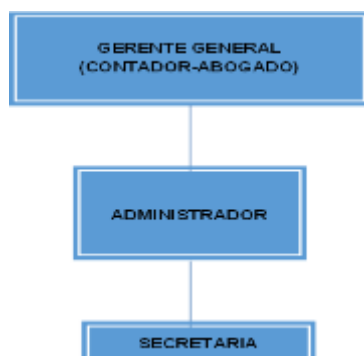 GERENTE GENERAL
(CONTADOR-ABOGADO)
ADMINISTRADOR
SECRETARIA